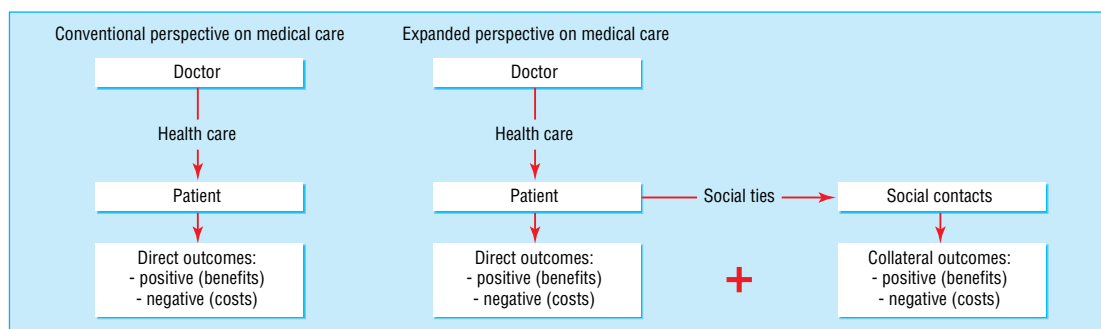 Conventional perspective on medical care
Doctor
Health care
Patient
Direct outcomes:
- positive (benefits)
- negative (costs)
Expanded perspective on medical care
Doctor
Health care
Patient
Social ties
Social contacts
Direct outcomes:
- positive (benefits)
- negative (costs)
+
Collateral outcomes:
- positive (benefits)
- negative (costs)